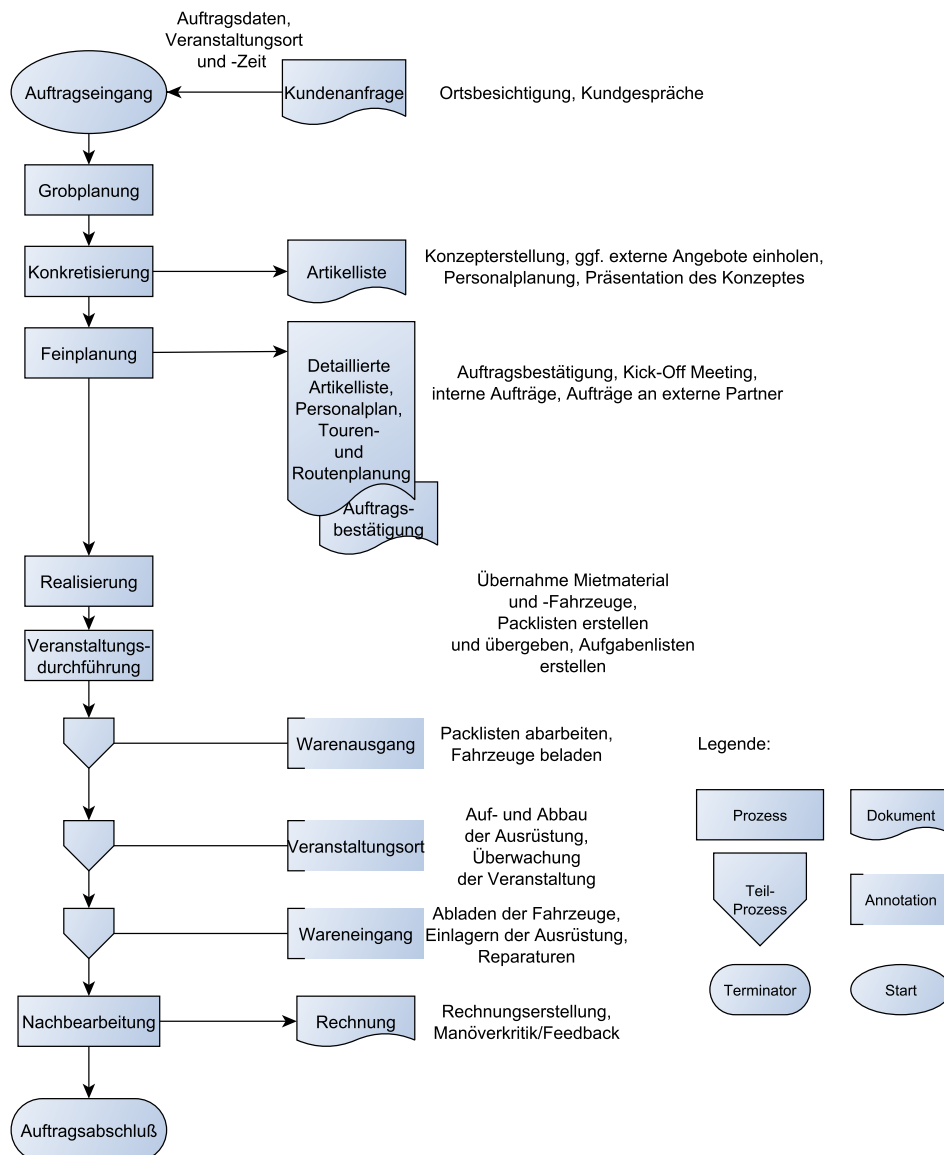 Auftragsdaten,
Veranstaltungsort
und -Zeit
Auftragseingang
Kundenanfrage
Ortsbesichtigung, Kundgespräche
Grobplanung
Konkretisierung
Artikelliste
Konzepterstellung, ggf. externe Angebote einholen,
Personalplanung, Präsentation des Konzeptes
Feinplanung
Detaillierte
Artikelliste,
Personalplan,
Touren-
und
Routenplanung
Auftragsbestätigung, Kick-Off Meeting,
interne Aufträge, Aufträge an externe Partner
Auftrags-
bestätigung
Realisierung
Übernahme Mietmaterial
und -Fahrzeuge,
Packlisten erstellen
und übergeben, Aufgabenlisten
erstellen
Veranstaltungs-
durchführung
Warenausgang
Packlisten abarbeiten,
Fahrzeuge beladen
Veranstaltungsort
Auf- und Abbau
der Ausrüstung,
Überwachung
der Veranstaltung
Wareneingang
Abladen der Fahrzeuge,
Einlagern der Ausrüstung,
Reparaturen
Nachbearbeitung
Rechnung
Rechnungserstellung,
Manöverkritik/Feedback
Auftragsabschluß
Legende:
Prozess
Dokument
Teil-
Prozess
Annotation
Terminator
Start